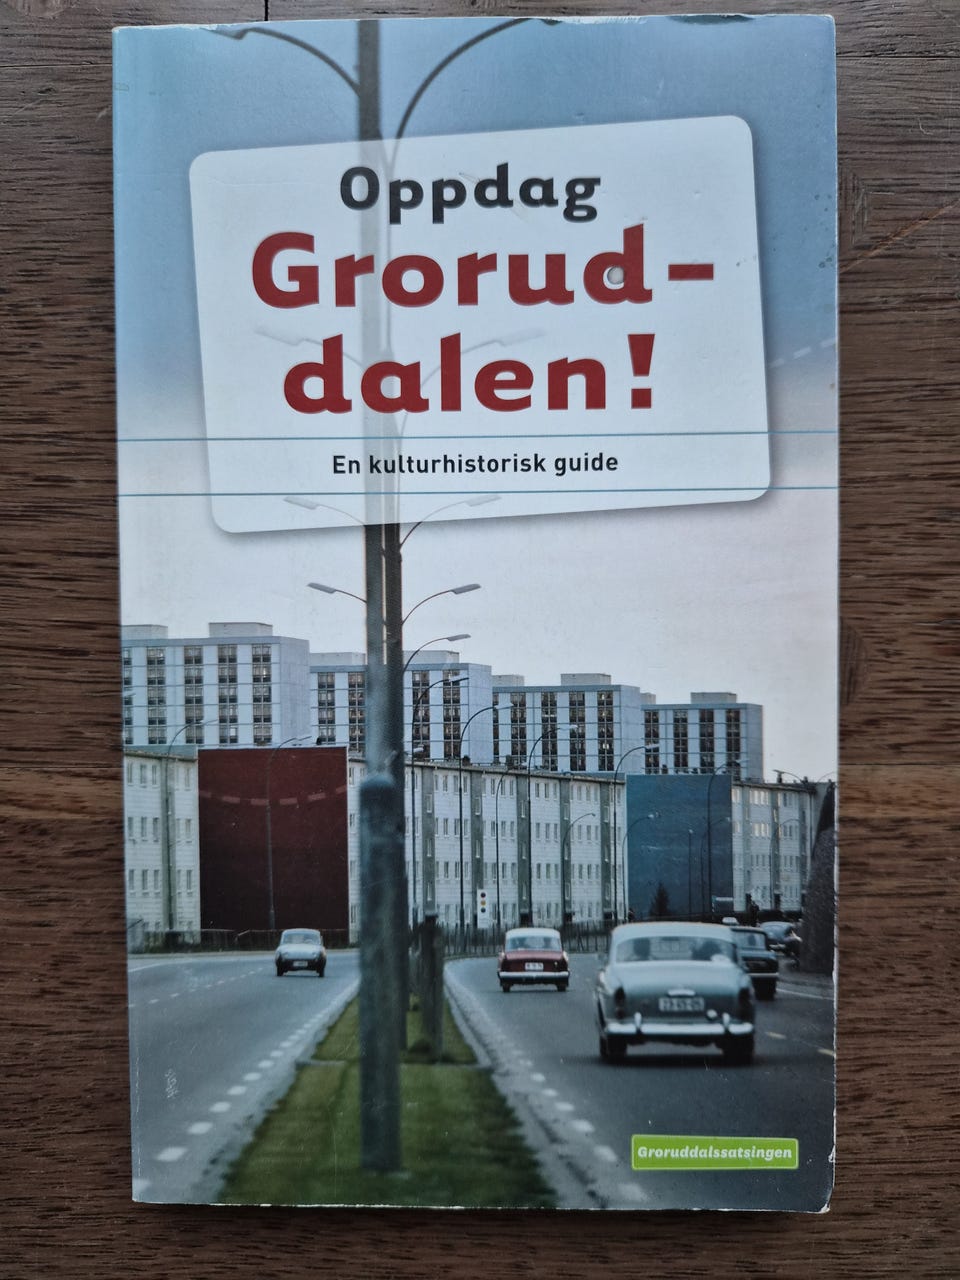 Oppdag
Grorud-
dalen!
En kulturhistorisk guide
Groruddalssatsingen